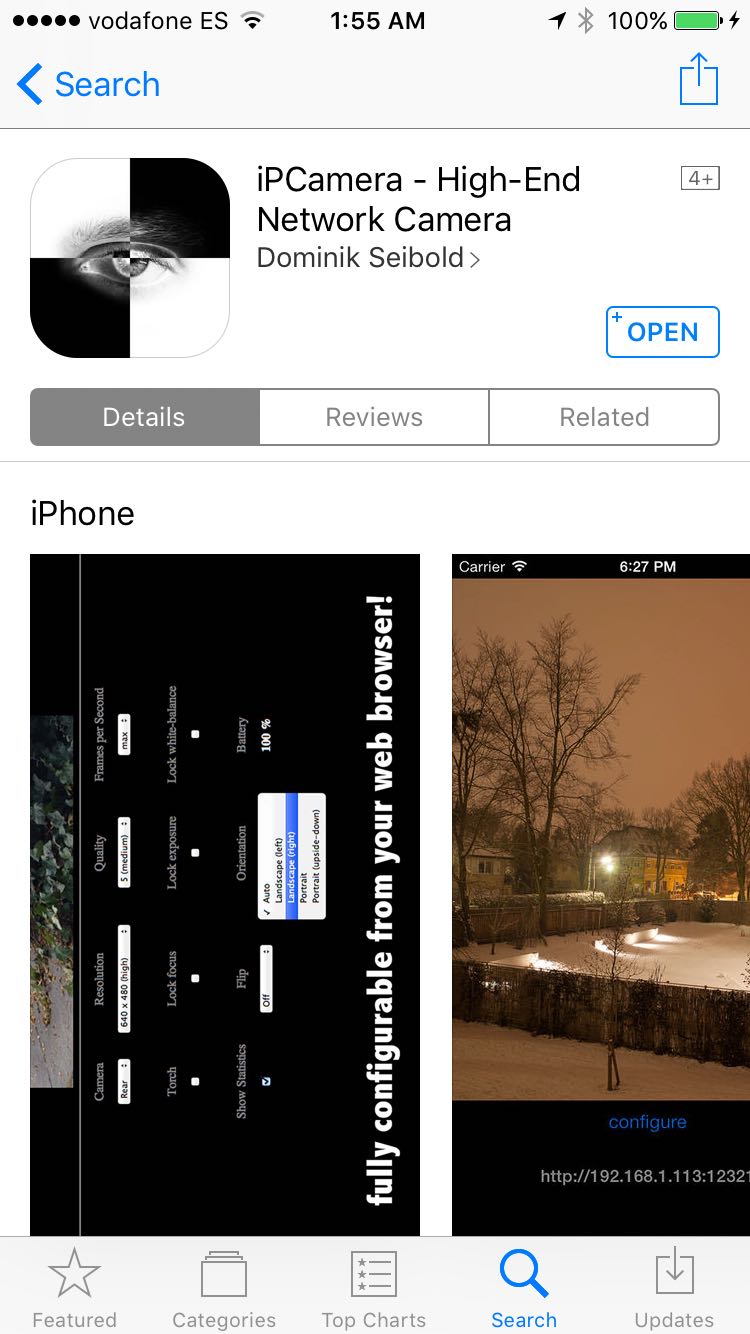 vodafone ES 1:55 AM 100%
Search
iPCamera - High-End
Network Camera
4+
Dominik Seibold
+ OPEN
Details Reviews Related
iPhone
Camera Resolution Quality Frames per Second
Rear 640 x 480 (high) 5 (medium) max
Torch Lock focus Lock exposure Lock white-balance
Show Statistics Flip Orientation Battery
Off 100 %
✓ Auto
Landscape (left)
Landscape (right)
Portrait
Portrait (upside-down)
fully configurable from your web browser!
Carrier 6:27 PM
configure
http://192.168.1.113:12321
Featured Categories Top Charts Search Updates